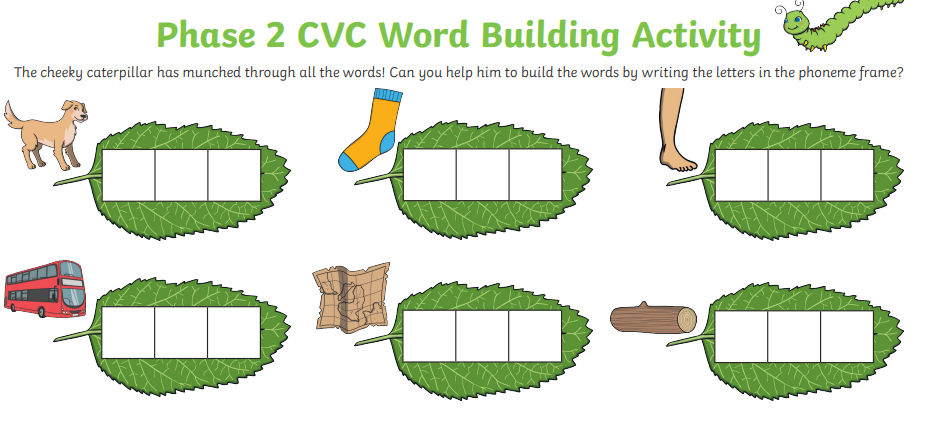 Phase 2 CVC Word Building Activity
The cheeky caterpillar has munched through all the words! Can you help him to build the words by writing the letters in the phoneme frame?